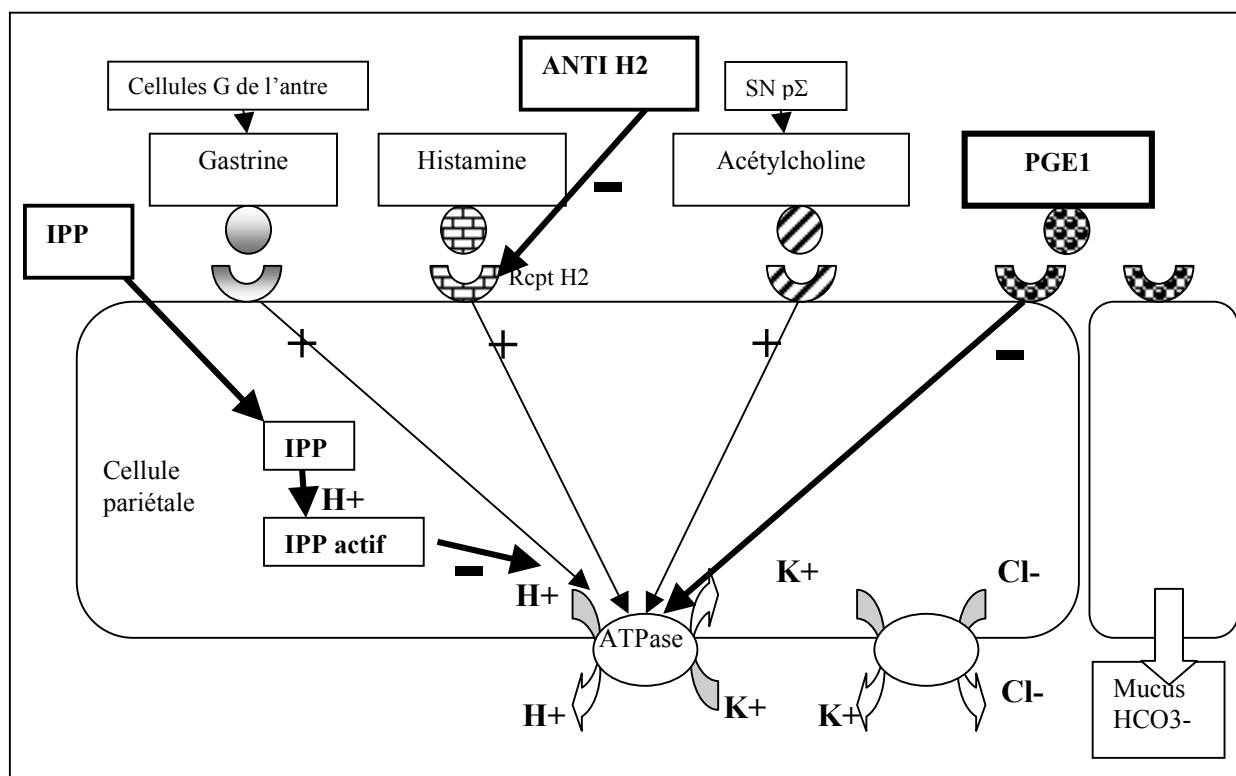 ANTI H2
Cellules G de l’antre
SN pΣ
Gastrine
Histamine
Acétylcholine
PGE1
IPP
Rcpt H2
+
+
+
IPP
Cellule
pariétale
H+
IPP actif
H+
K+
Cl-
ATPase
H+
K+
K+
Cl-
Mucus
HCO3-